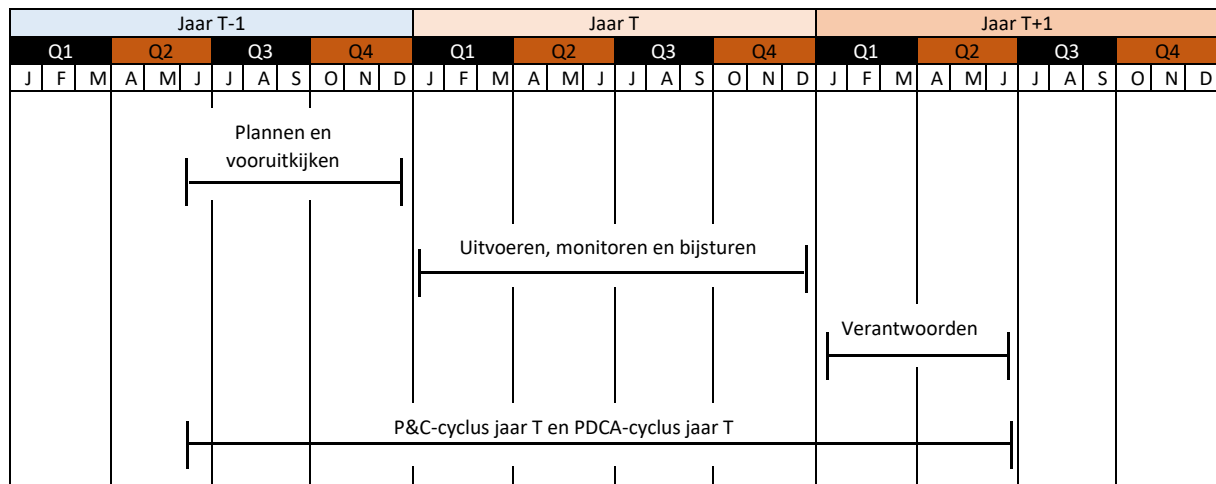 Jaar T-1 Jaar T Jaar T+1
Q1 Q2 Q3 Q4 Q1 Q2 Q3 Q4 Q1 Q2 Q3 Q4
J F M A M J J A S O N D J F M A M J J A S O N D J F M A M J J A S O N D
Plannen en
vooruitkijken
Uitvoeren, monitoren en bijsturen
Verantwoorden
P&C-cyclus jaar T en PDCA-cyclus jaar T